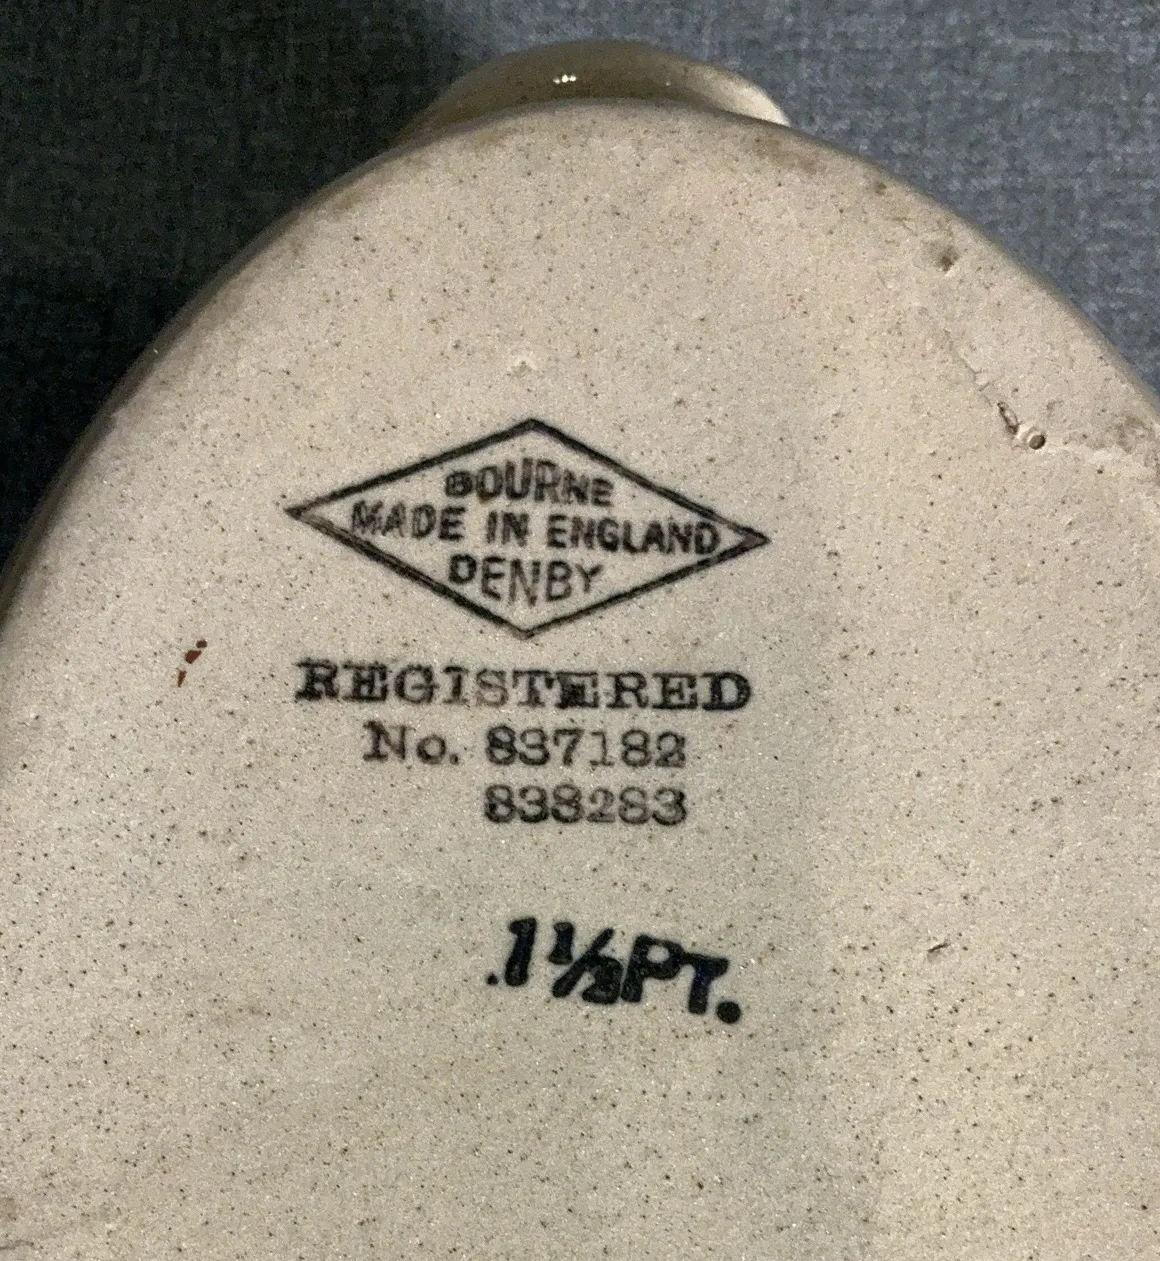 BOURNE
MADE IN ENGLAND
DENBY
REGISTERED
No. 837182
838283
.1½PT.